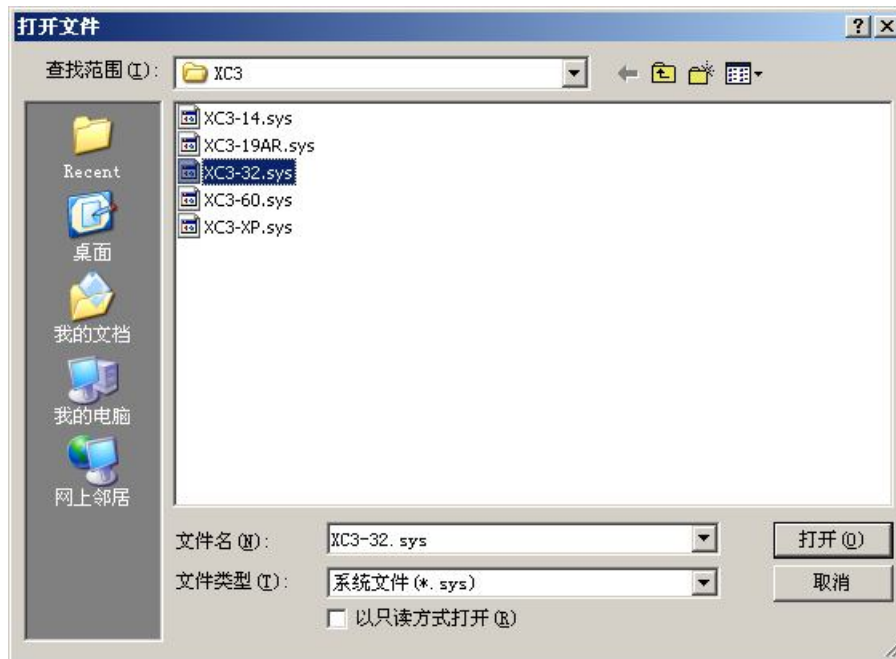 打开文件
查找范围(I):
XC3
Recent
桌面
我的文档
我的电脑
网上邻居
XC3-14.sys
XC3-19AR.sys
XC3-32.sys
XC3-60.sys
XC3-XP.sys
文件名(N):
XC3-32.sys
打开(O)
文件类型(T):
系统文件(*.sys)
取消
以只读方式打开(R)